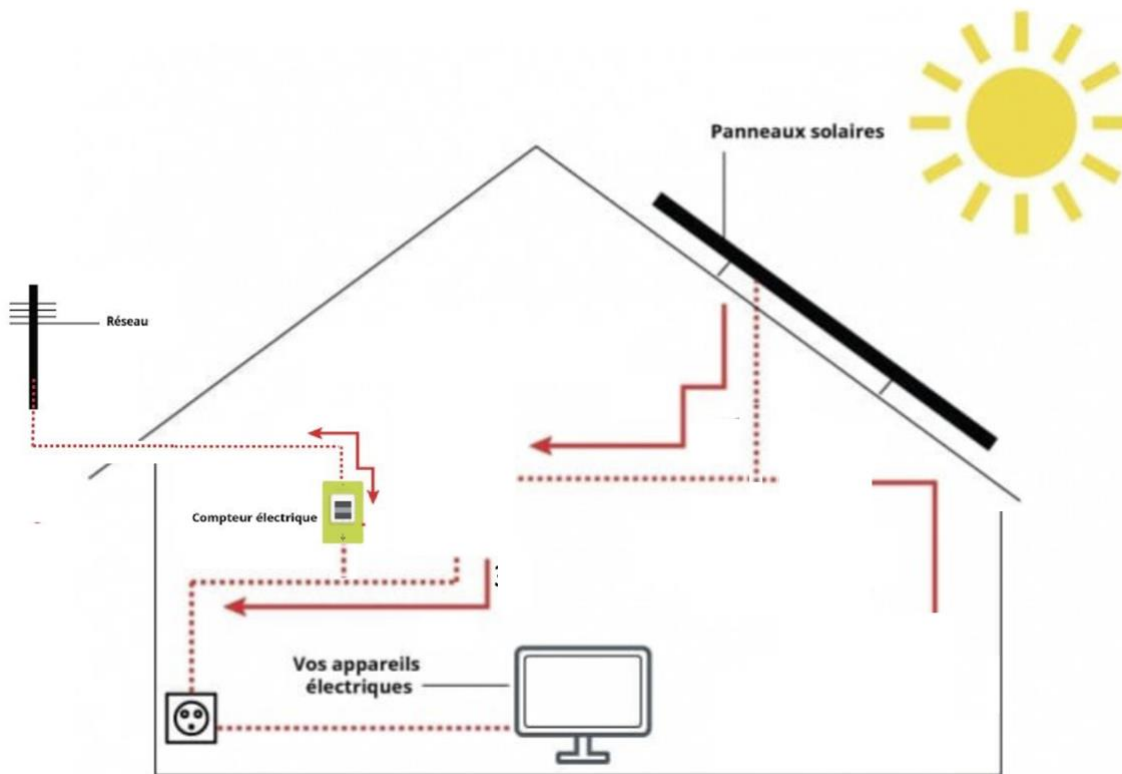 Panneaux solaires
Réseau
Compteur électrique
Vos appareils
électriques